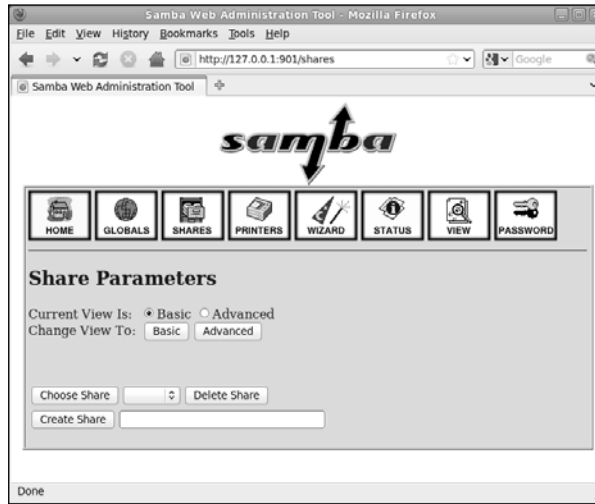 Samba Web Administration Tool - Mozilla Firefox
File Edit View History Bookmarks Tools Help
http://127.0.0.1:901/shares Google
Samba Web Administration Tool
samba
HOME GLOBALS SHARES PRINTERS WIZARD STATUS VIEW PASSWORD
Share Parameters
Current View Is: Basic Advanced
Change View To: Basic Advanced
Choose Share Delete Share
Create Share
Done